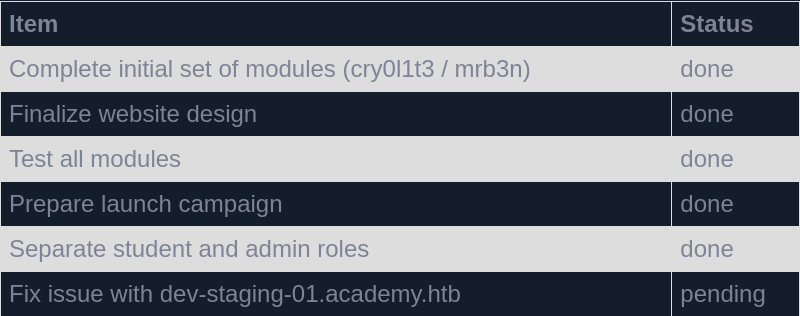 Item Status
Complete initial set of modules (cry0l1t3 / mrb3n) done
Finalize website design done
Test all modules done
Prepare launch campaign done
Separate student and admin roles done
Fix issue with dev-staging-01.academy.htb pending